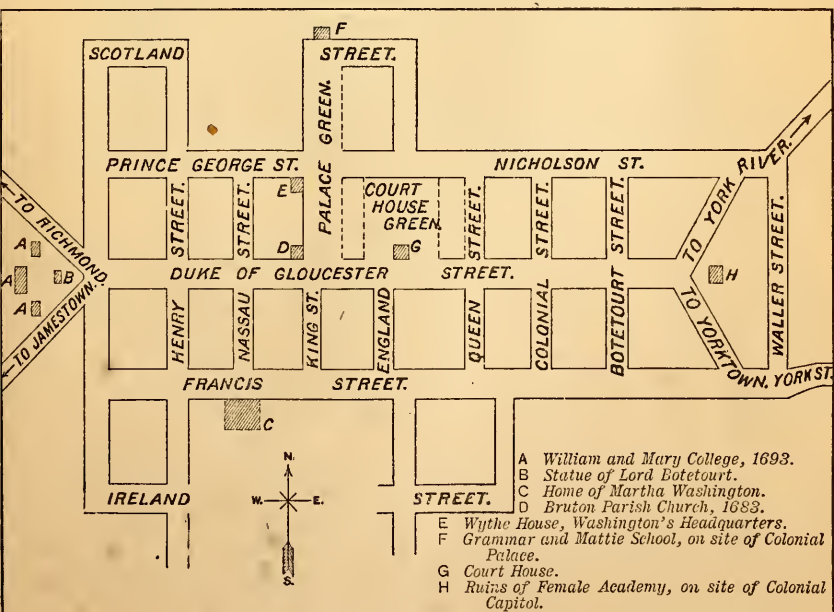 F
SCOTLAND STREET.
PALACE GREEN.
PRINCE GEORGE ST.
NICHOLSON ST.
TO YORK RIVER.
TO RICHMOND.
TO JAMESTOWN.
A
A
A
B
HENRY STREET.
NASSAU STREET.
E
D
COURT
HOUSE
GREEN.
G
QUEEN STREET.
COLONIAL STREET.
BOTETOURT STREET.
H
WALLER STREET.
DUKE OF GLOUCESTER STREET.
KING ST.
ENGLAND
TO YORKTOWN.
YORK ST.
FRANCIS STREET.
C
N.
W.
E.
S.
IRELAND STREET.
A William and Mary College, 1693.
B Statue of Lord Botetourt.
C Home of Martha Washington.
D Bruton Parish Church, 1683.
E Wythe House, Washington's Headquarters.
F Grammar and Mattie School, on site of Colonial
Palace.
G Court House.
H Ruins of Female Academy, on site of Colonial
Capitol.